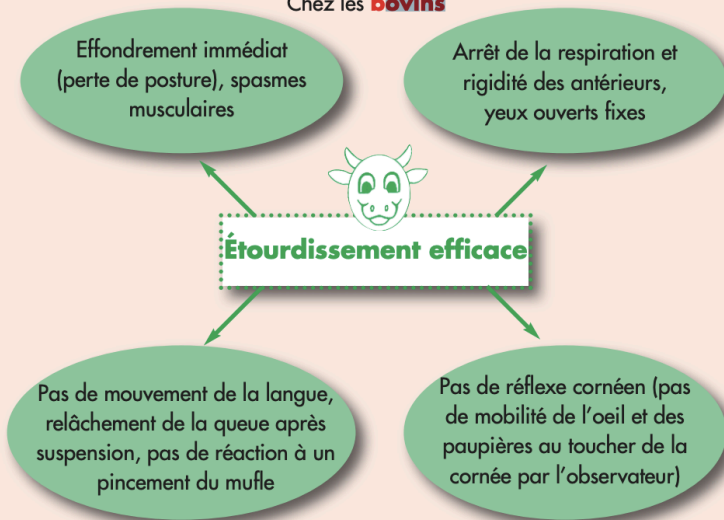 Chez les bovins
Effondrement immédiat
(perte de posture), spasmes
musculaires
Arrêt de la respiration et
rigidité des antérieurs,
yeux ouverts fixes
Étourdissement efficace
Pas de mouvement de la langue,
relâchement de la queue après
suspension, pas de réaction à un
pincement du mufle
Pas de réflexe cornéen (pas
de mobilité de l'oeil et des
paupières au toucher de la
cornée par l'observateur)